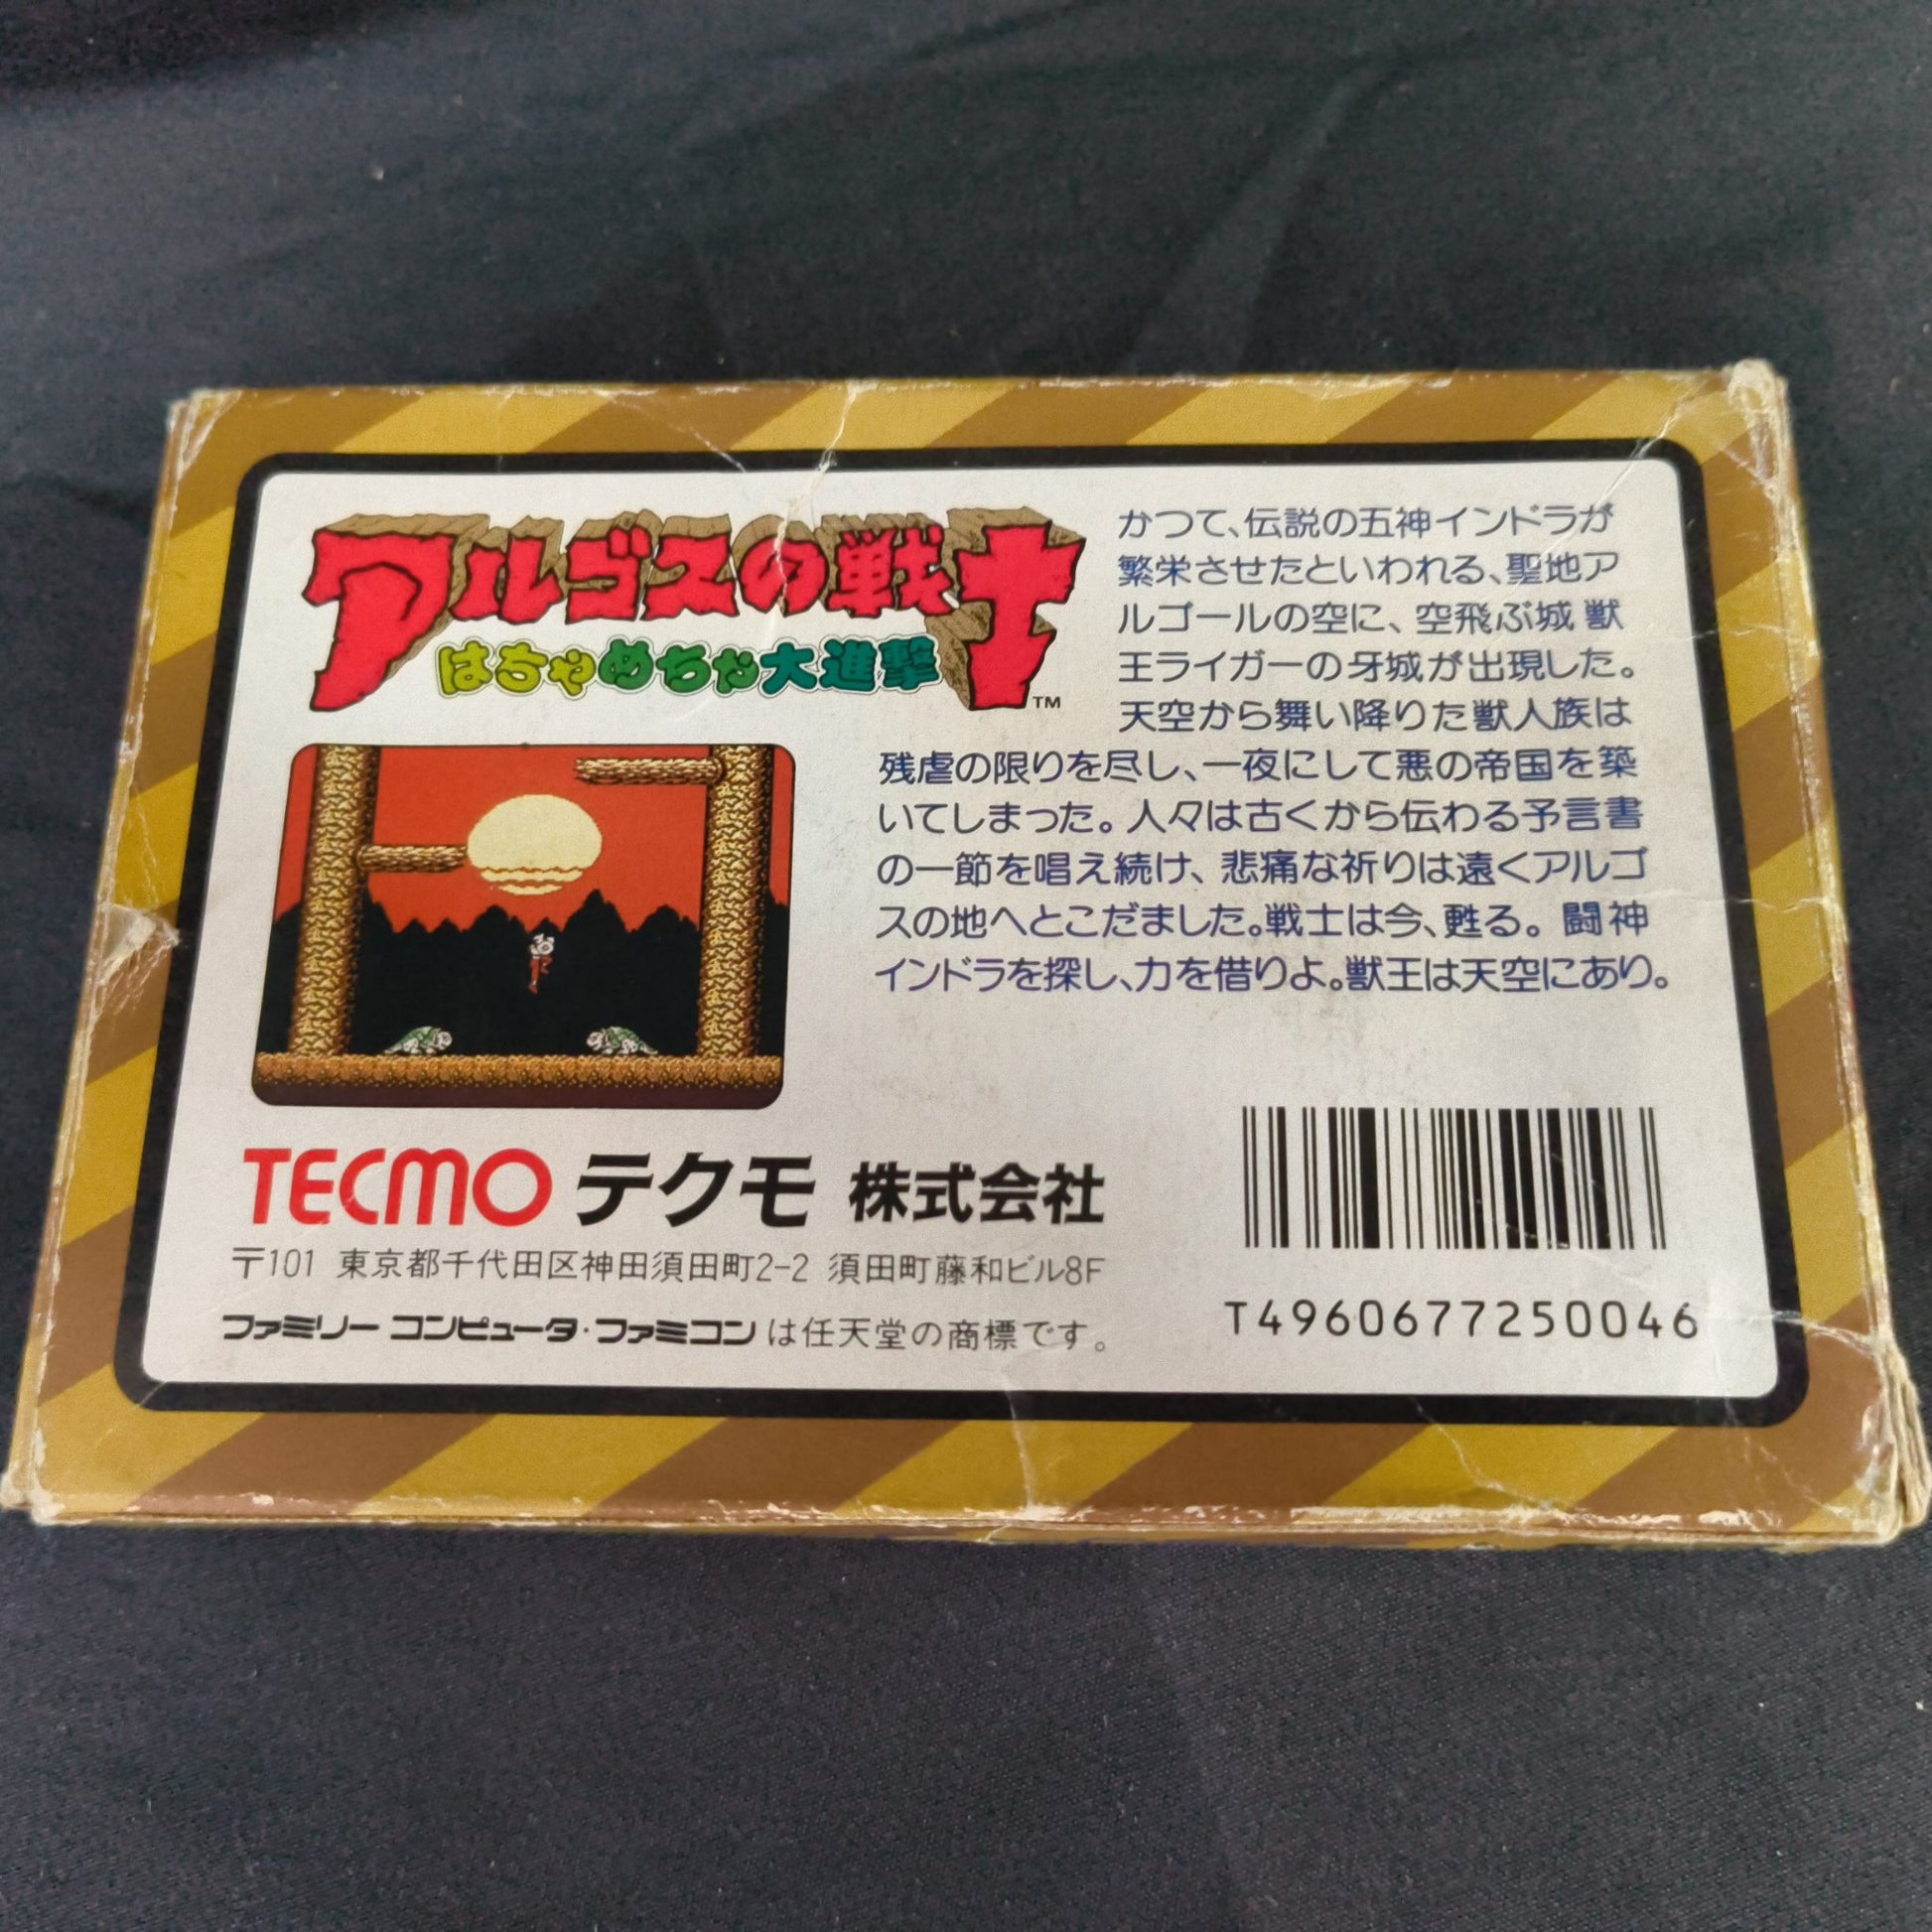 アルゴスの戦士
はちゃめちゃ大進撃
TM
かつて、伝説の五神インドラが
繁栄させたといわれる、聖地ア
ルゴールの空に、空飛ぶ城 獣
王ライガーの牙城が出現した。
天空から舞い降りた獣人族は
残虐の限りを尽し、一夜にして悪の帝国を築
いてしまった。人々は古くから伝わる予言書
の一節を唱え続け、悲痛な祈りは遠くアルゴ
スの地へとこだました。戦士は今、甦る。闘神
インドラを探し、力を借りよ。獣王は天空にあり。
TECMO テクモ 株式会社
〒101 東京都千代田区神田須田町2-2 須田町藤和ビル8F
ファミリー コンピュータ・ファミコン は任天堂の商標です。
T4960677250046